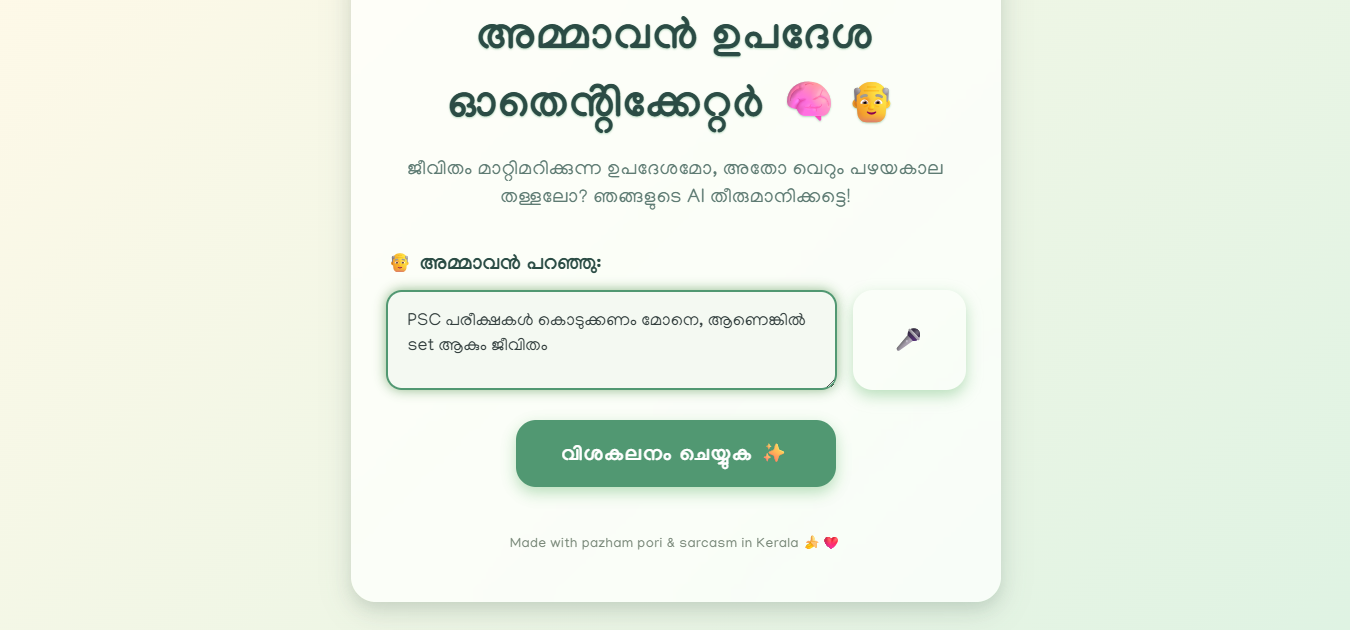 അമ്മാവൻ ഉപദേശ
ഓതെന്റിക്കേറ്റർ 🧠 👴
ജീവിതം മാറ്റിമറിക്കുന്ന ഉപദേശമോ, അതോ വെറും പഴയകാല
തള്ളലോ? ഞങ്ങളുടെ AI തീരുമാനിക്കട്ടെ!
👴 അമ്മാവൻ പറഞ്ഞു:
PSC പരീക്ഷകൾ കൊടുക്കണം മോനെ, ആണെങ്കിൽ
set ആകും ജീവിതം
വിശകലനം ചെയ്യുക ✨
Made with pazham pori & sarcasm in Kerala 🍌 ❤️